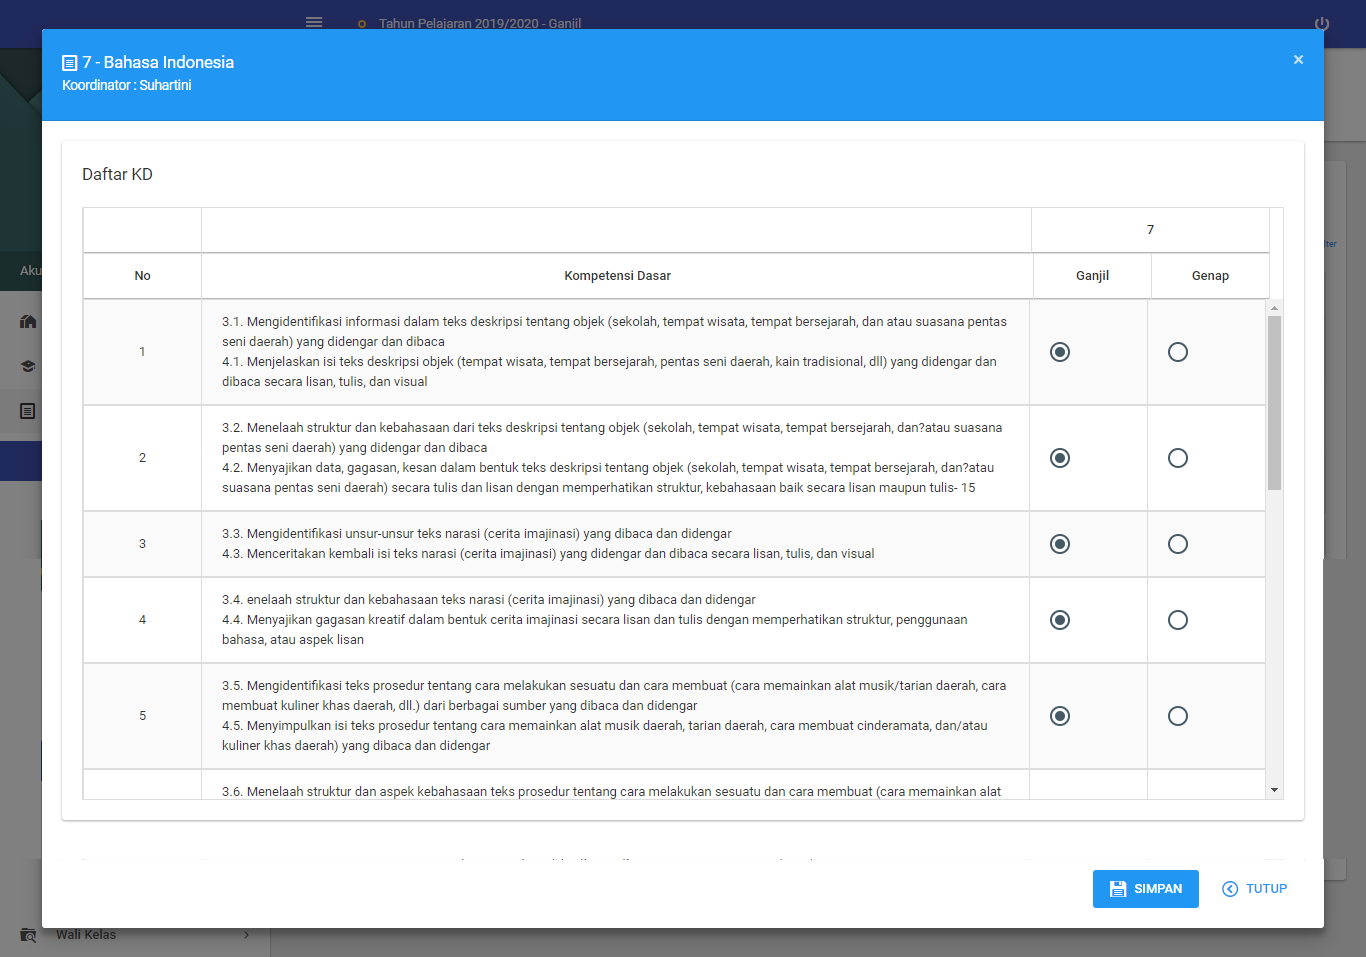 Tahun Pelajaran 2019/2020 - Ganjil
7 - Bahasa Indonesia
Koordinator : Suhartini
×
Daftar KD
7
No Kompetensi Dasar Ganjil Genap
1
3.1. Mengidentifikasi informasi dalam teks deskripsi tentang objek (sekolah, tempat wisata, tempat bersejarah, dan atau suasana pentas
seni daerah) yang didengar dan dibaca
4.1. Menjelaskan isi teks deskripsi objek (tempat wisata, tempat bersejarah, pentas seni daerah, kain tradisional, dll) yang didengar dan
dibaca secara lisan, tulis, dan visual
2
3.2. Menelaah struktur dan kebahasaan dari teks deskripsi tentang objek (sekolah, tempat wisata, tempat bersejarah, dan?atau suasana
pentas seni daerah) yang didengar dan dibaca
4.2. Menyajikan data, gagasan, kesan dalam bentuk teks deskripsi tentang objek (sekolah, tempat wisata, tempat bersejarah, dan?atau
suasana pentas seni daerah) secara tulis dan lisan dengan memperhatikan struktur, kebahasaan baik secara lisan maupun tulis- 15
3
3.3. Mengidentifikasi unsur-unsur teks narasi (cerita imajinasi) yang dibaca dan didengar
4.3. Menceritakan kembali isi teks narasi (cerita imajinasi) yang didengar dan dibaca secara lisan, tulis, dan visual
4
3.4. enelaah struktur dan kebahasaan teks narasi (cerita imajinasi) yang dibaca dan didengar
4.4. Menyajikan gagasan kreatif dalam bentuk cerita imajinasi secara lisan dan tulis dengan memperhatikan struktur, penggunaan
bahasa, atau aspek lisan
5
3.5. Mengidentifikasi teks prosedur tentang cara melakukan sesuatu dan cara membuat (cara memainkan alat musik/tarian daerah, cara
membuat kuliner khas daerah, dll.) dari berbagai sumber yang dibaca dan didengar
4.5. Menyimpulkan isi teks prosedur tentang cara memainkan alat musik daerah, tarian daerah, cara membuat cinderamata, dan/atau
kuliner khas daerah) yang dibaca dan didengar
3.6. Menelaah struktur dan aspek kebahasaan teks prosedur tentang cara melakukan sesuatu dan cara membuat (cara memainkan alat
SIMPAN TUTUP
Wali Kelas